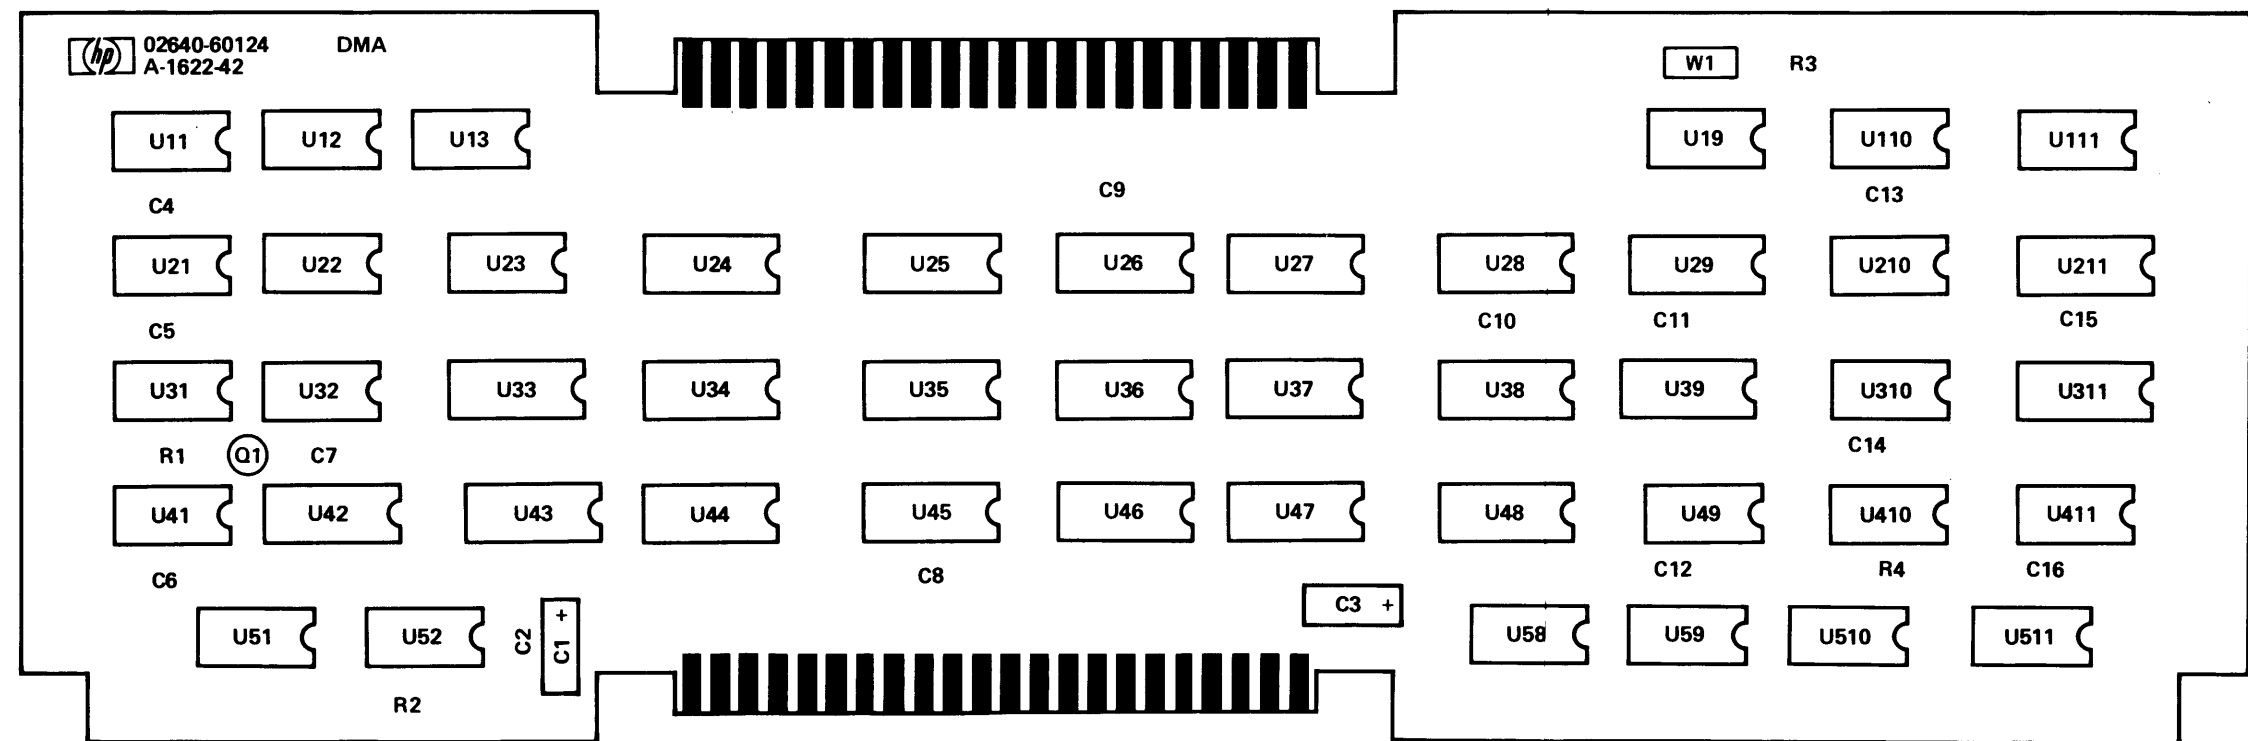 hp 02640-60124 DMA
A-1622-42
W1 R3
U11 U12 U13 U19 U110 U111
C4 C9 C13
U21 U22 U23 U24 U25 U26 U27 U28 U29 U210 U211
C5 C10 C11 C15
U31 U32 U33 U34 U35 U36 U37 U38 U39 U310 U311
R1 Q1 C7 C14
U41 U42 U43 U44 U45 U46 U47 U48 U49 U410 U411
C6 C8 C12 R4 C16
U51 U52 C2 C1 + C3 + U58 U59 U510 U511
R2